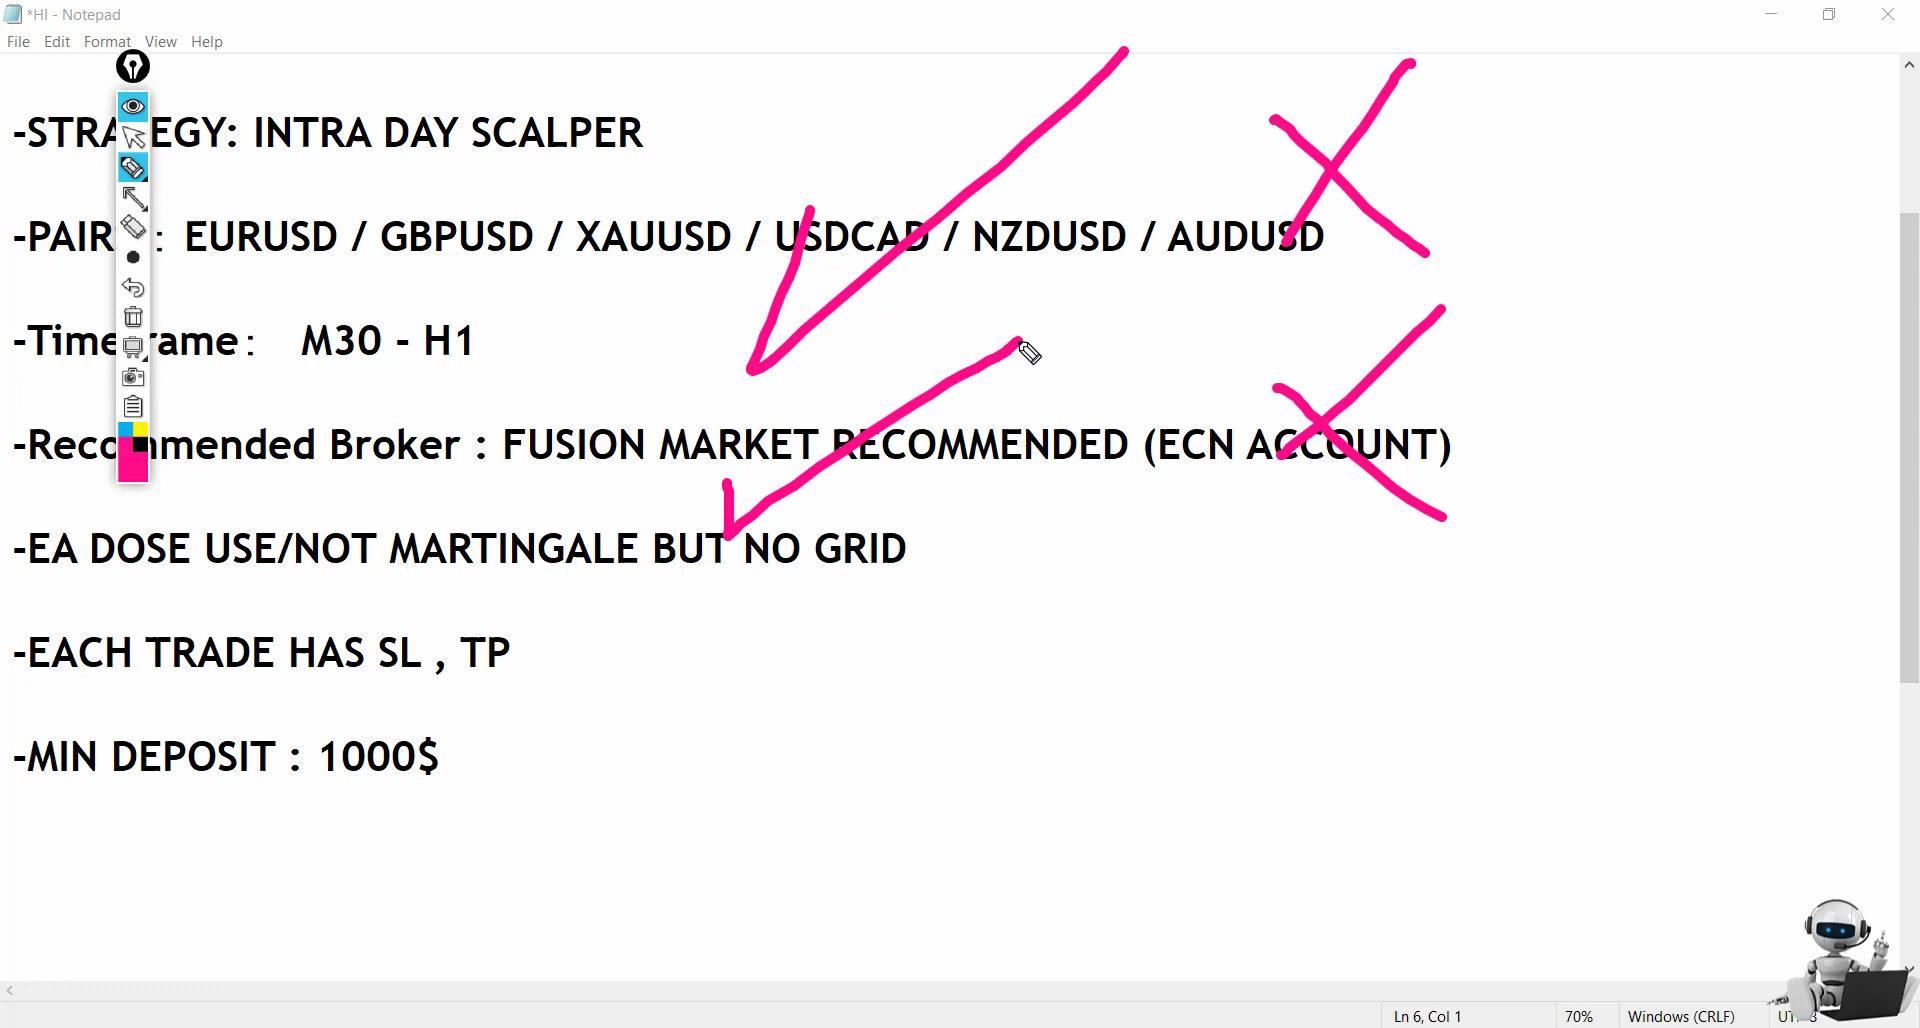 *HI - Notepad
File Edit Format View Help
-STRATEGY: INTRA DAY SCALPER
-PAIR : EURUSD / GBPUSD / XAUUSD / USDCAD / NZDUSD / AUDUSD
-Timeframe: M30 - H1
-Recommended Broker : FUSION MARKET RECOMMENDED (ECN ACCOUNT)
-EA DOSE USE/NOT MARTINGALE BUT NO GRID
-EACH TRADE HAS SL , TP
-MIN DEPOSIT : 1000$
Ln 6, Col 1 70% Windows (CRLF)